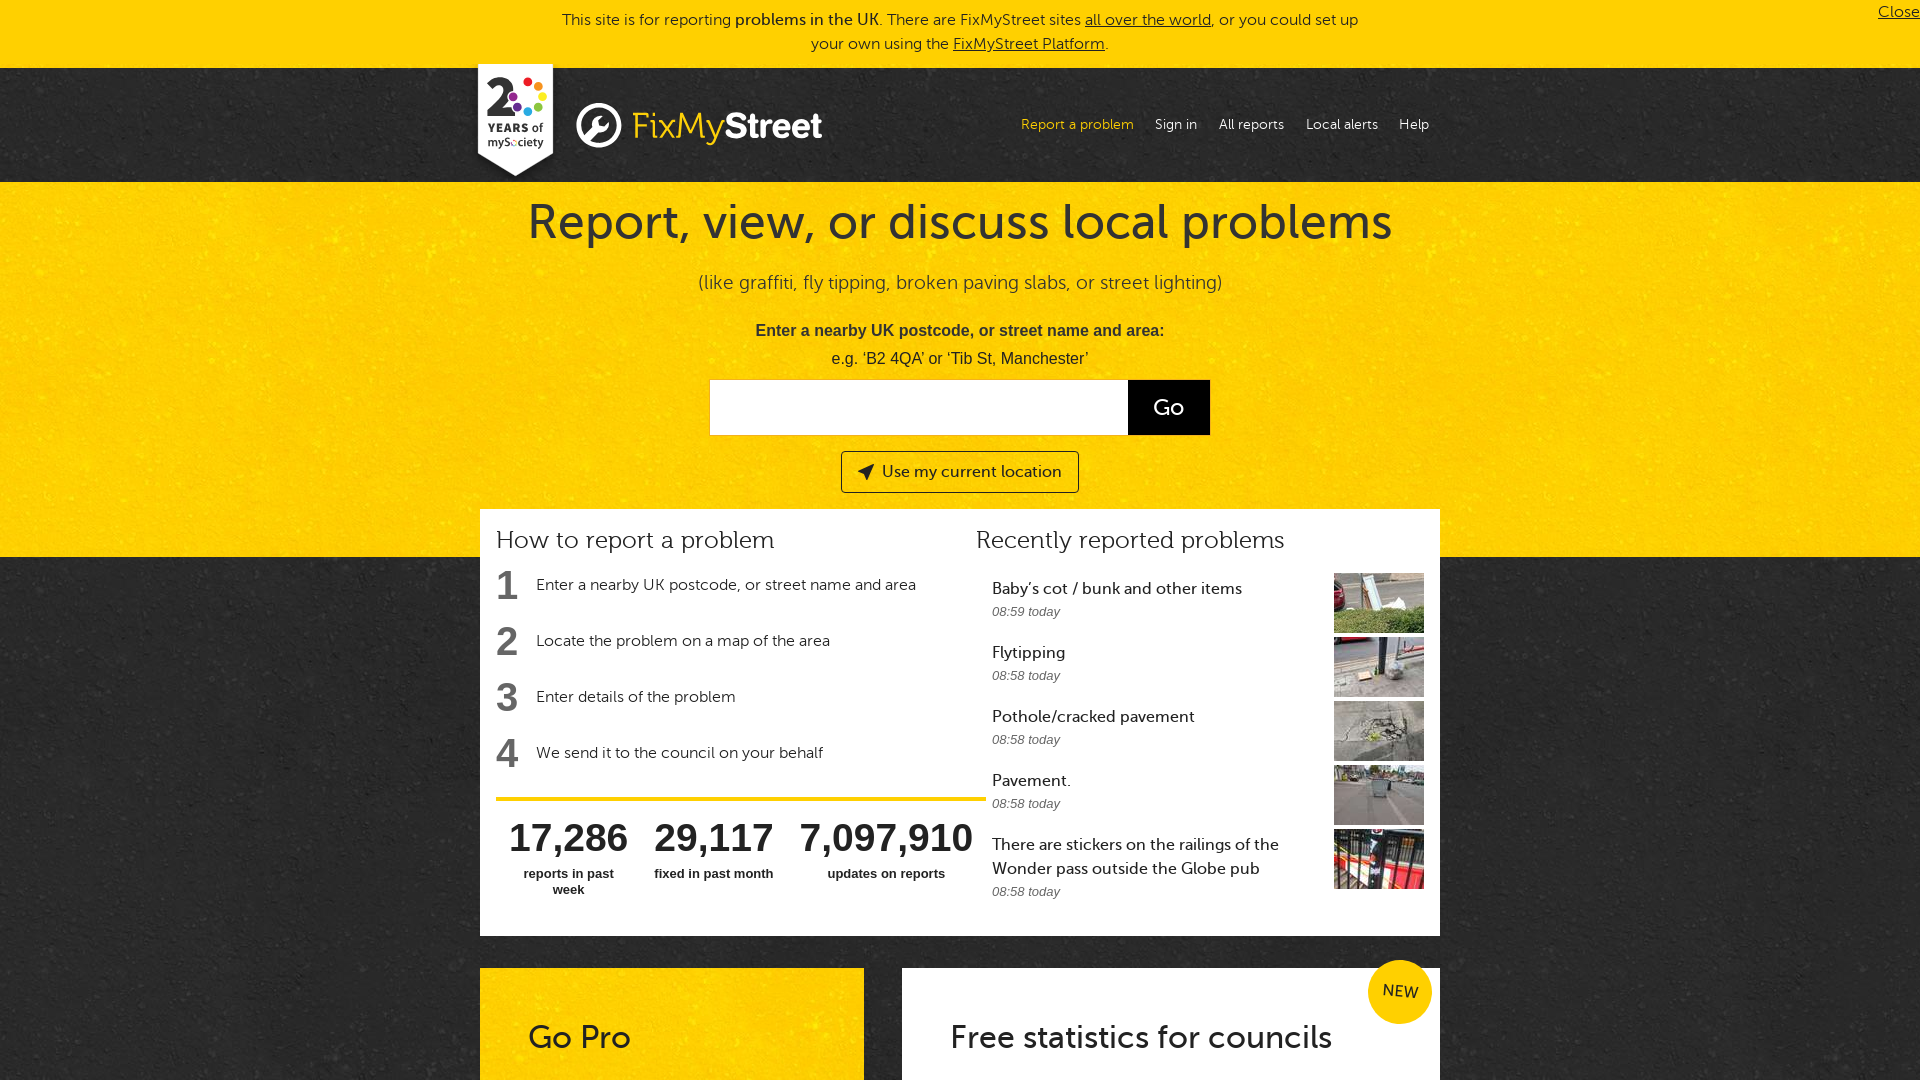 This site is for reporting problems in the UK. There are FixMyStreet sites all over the world, or you could set up
your own using the FixMyStreet Platform.
Close
20
YEARS of
mySociety
FixMyStreet
Report a problem
Sign in
All reports
Local alerts
Help
Report, view, or discuss local problems
(like graffiti, fly tipping, broken paving slabs, or street lighting)
Enter a nearby UK postcode, or street name and area:
e.g. ‘B2 4QA’ or ‘Tib St, Manchester’
Go
Use my current location
How to report a problem
1 Enter a nearby UK postcode, or street name and area
2 Locate the problem on a map of the area
3 Enter details of the problem
4 We send it to the council on your behalf
17,286
reports in past
week
29,117
fixed in past month
7,097,910
updates on reports
Recently reported problems
Baby’s cot / bunk and other items
08:59 today
Flytipping
08:58 today
Pothole/cracked pavement
08:58 today
Pavement.
08:58 today
There are stickers on the railings of the
Wonder pass outside the Globe pub
08:58 today
Go Pro
NEW
Free statistics for councils